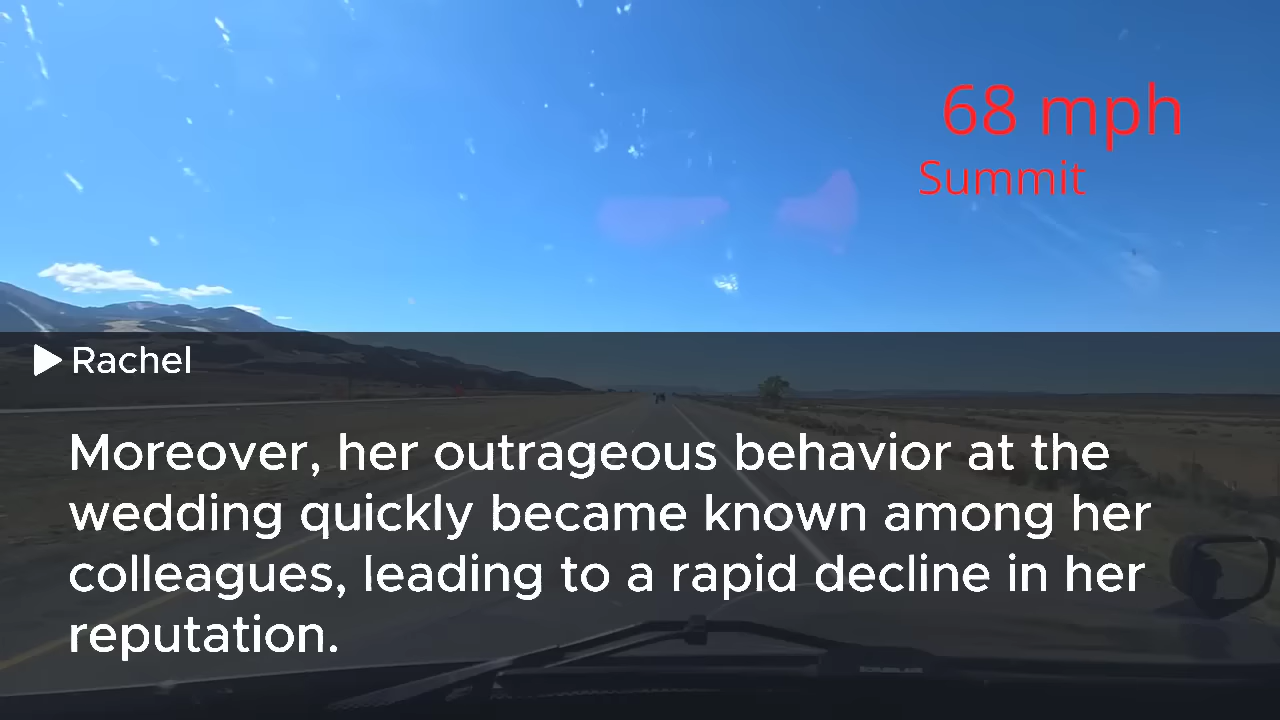 68 mph
Summit
Rachel
Moreover, her outrageous behavior at the
wedding quickly became known among her
colleagues, leading to a rapid decline in her
reputation.